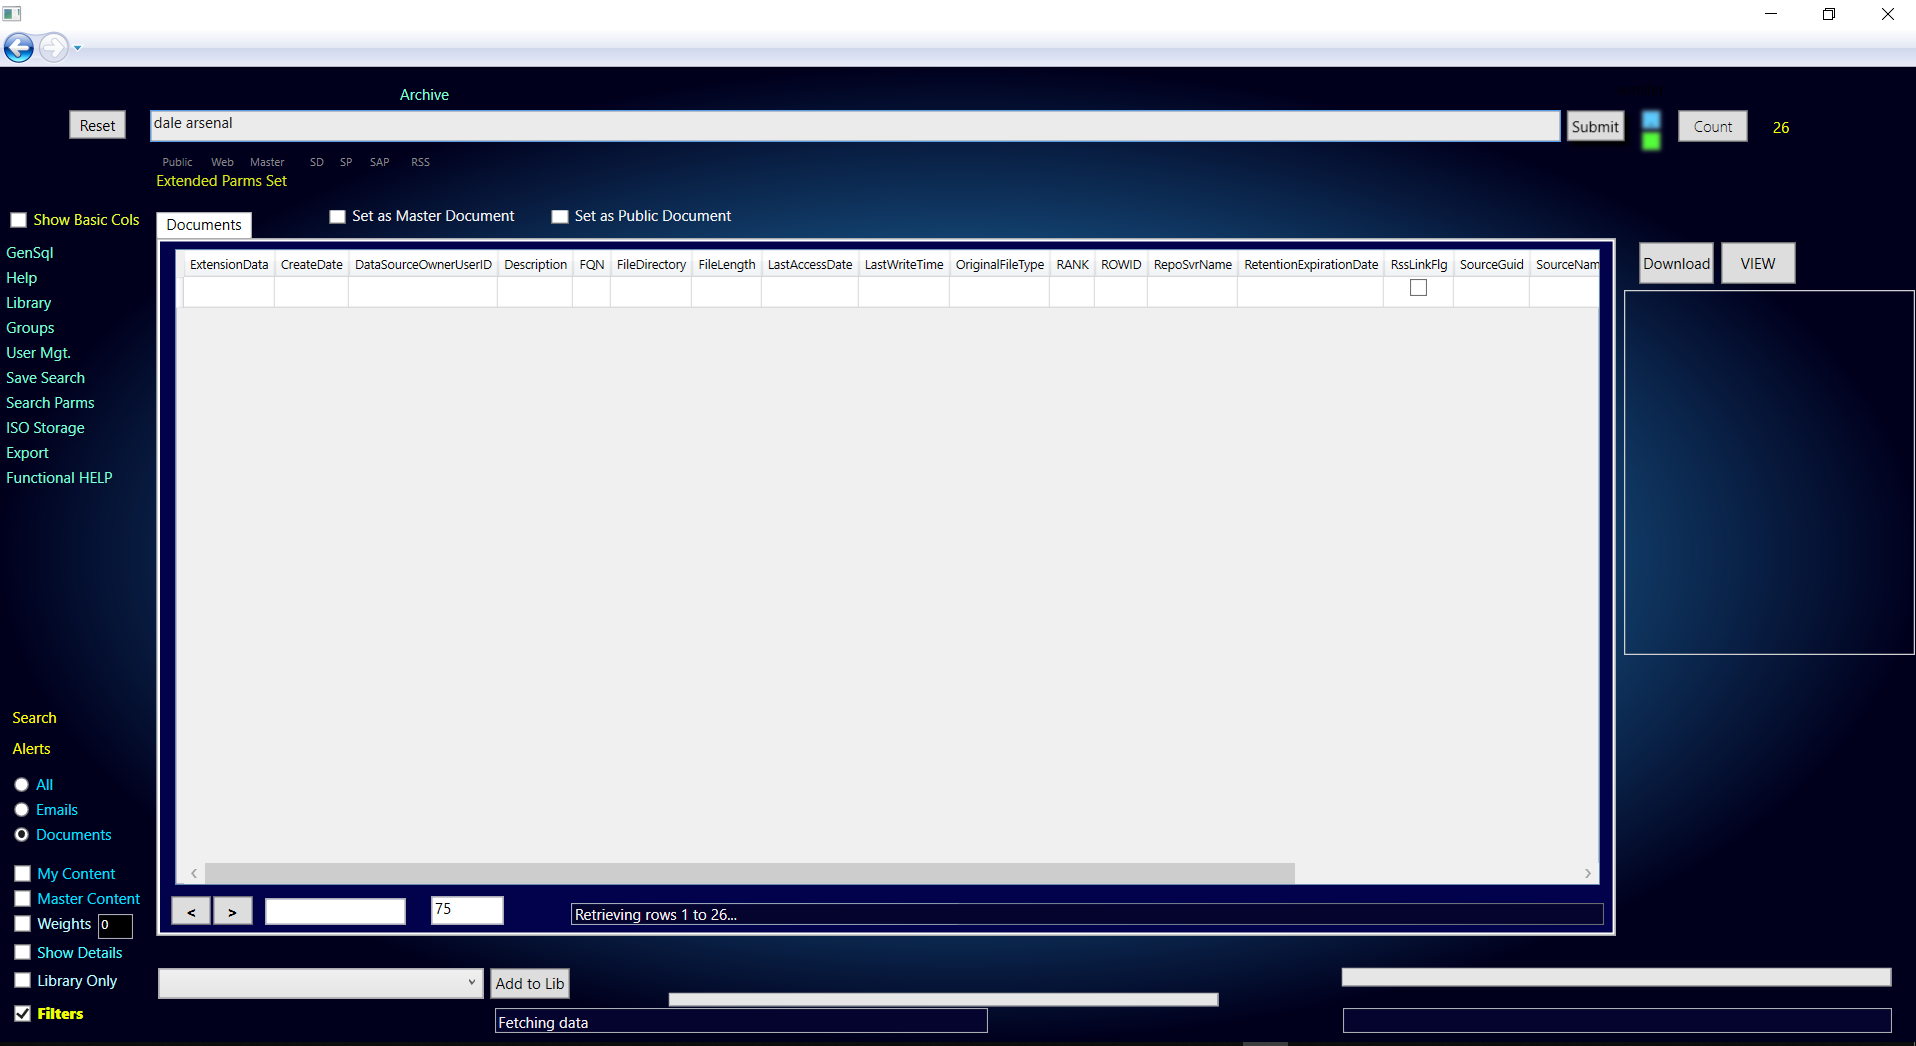 Archive
Reset
dale arsenal
Submit
Count
26
Public Web Master SD SP SAP RSS
Extended Parms Set
Show Basic Cols
Documents
Set as Master Document
Set as Public Document
GenSql
Help
Library
Groups
User Mgt.
Save Search
Search Parms
ISO Storage
Export
Functional HELP
ExtensionData CreateDate DataSourceOwnerUserID Description FQN FileDirectory FileLength LastAccessDate LastWriteTime OriginalFileType RANK ROWID RepoSvrName RetentionExpirationDate RssLinkFlg SourceGuid SourceNam
Download
VIEW
Search
Alerts
All
Emails
Documents
My Content
Master Content
Weights 0
Show Details
Library Only
Filters
< >
75
Retrieving rows 1 to 26...
Add to Lib
Fetching data